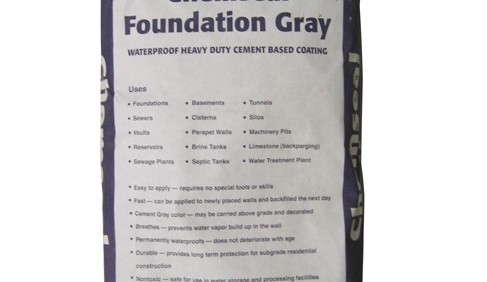 Chemseal
Foundation Gray
WATERPROOF HEAVY DUTY CEMENT BASED COATING
Uses
• Foundations • Basements • Tunnels
• Sewers • Cisterns • Silos
• Vaults • Parapet Walls • Machinery Pits
• Reservoirs • Brine Tanks • Limestone (backparging)
• Sewage Plants • Septic Tanks • Water Treatment Plant
• Easy to apply — requires no special tools or skills
• Fast — can be applied to newly placed walls and backfilled the next day
• Cement Gray color — may be carried above grade and decorated
• Breathes — prevents water vapor build up in the wall
• Permanently waterproofs — does not deteriorate with age
• Durable — provides long term protection for subgrade residential
construction
• Nontoxic — safe for use in water storage and processing facilities
Chemseal